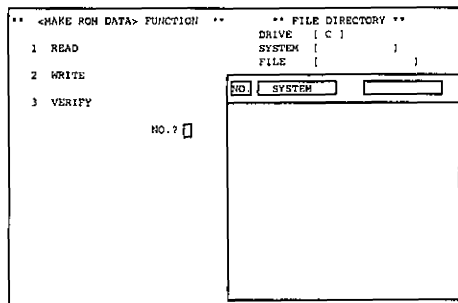 ** <MAKE ROM DATA> FUNCTION **
1 READ
2 WRITE
3 VERIFY
NO.?
** FILE DIRECTORY **
DRIVE [ C ]
SYSTEM [ ]
FILE [ ]
NO. SYSTEM